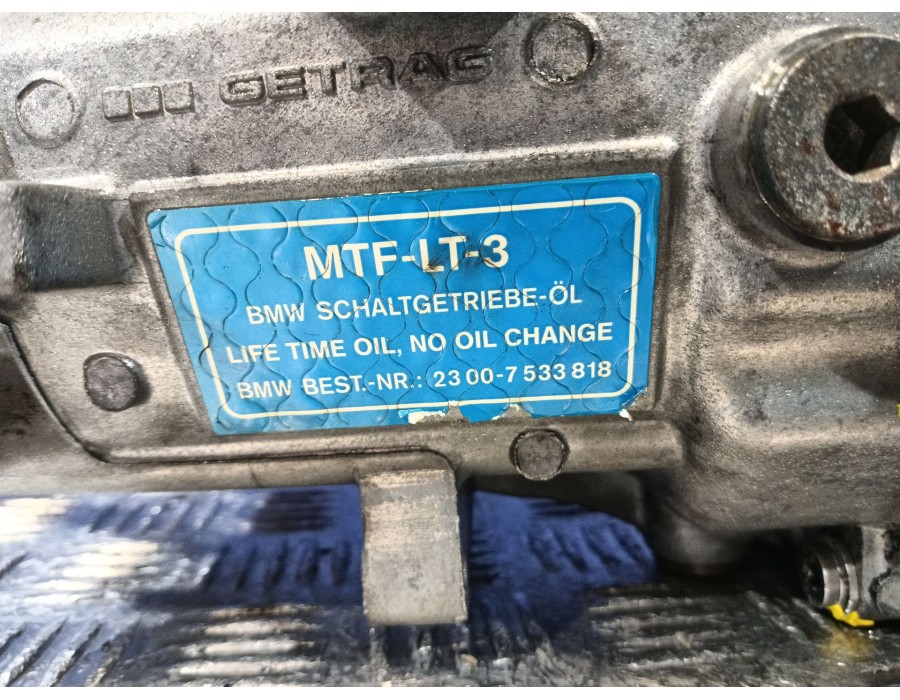 GETRAG
MTF-LT-3
BMW SCHALTGETRIEBE-ÖL
LIFE TIME OIL, NO OIL CHANGE
BMW BEST.-NR.: 23 00-7 533 818